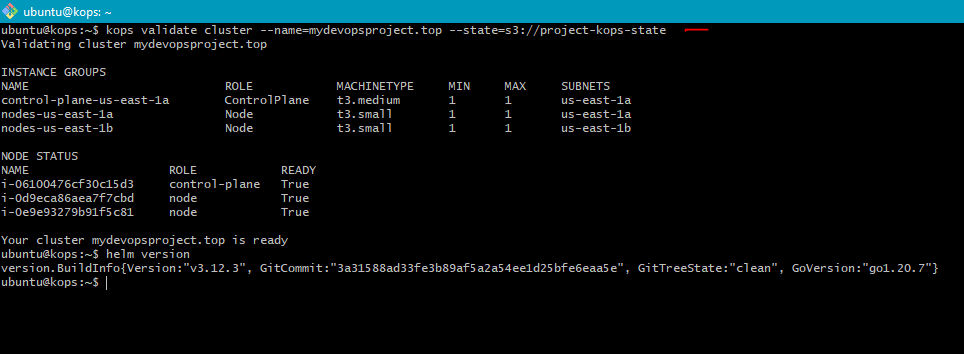 ubuntu@kops: ~
ubuntu@kops:~$ kops validate cluster --name=mydevopsproject.top --state=s3://project-kops-state
Validating cluster mydevopsproject.top
INSTANCE GROUPS
NAME ROLE MACHINETYPE MIN MAX SUBNETS
control-plane-us-east-1a ControlPlane t3.medium 1 1 us-east-1a
nodes-us-east-1a Node t3.small 1 1 us-east-1a
nodes-us-east-1b Node t3.small 1 1 us-east-1b
NODE STATUS
NAME ROLE READY
i-06100476cf30c15d3 control-plane True
i-0d9eca86aea7f7cbd node True
i-0e9e93279b91f5c81 node True
Your cluster mydevopsproject.top is ready
ubuntu@kops:~$ helm version
version.BuildInfo{Version:"v3.12.3", GitCommit:"3a31588ad33fe3b89af5a2a54ee1d25bfe6eaa5e", GitTreeState:"clean", GoVersion:"go1.20.7"}
ubuntu@kops:~$